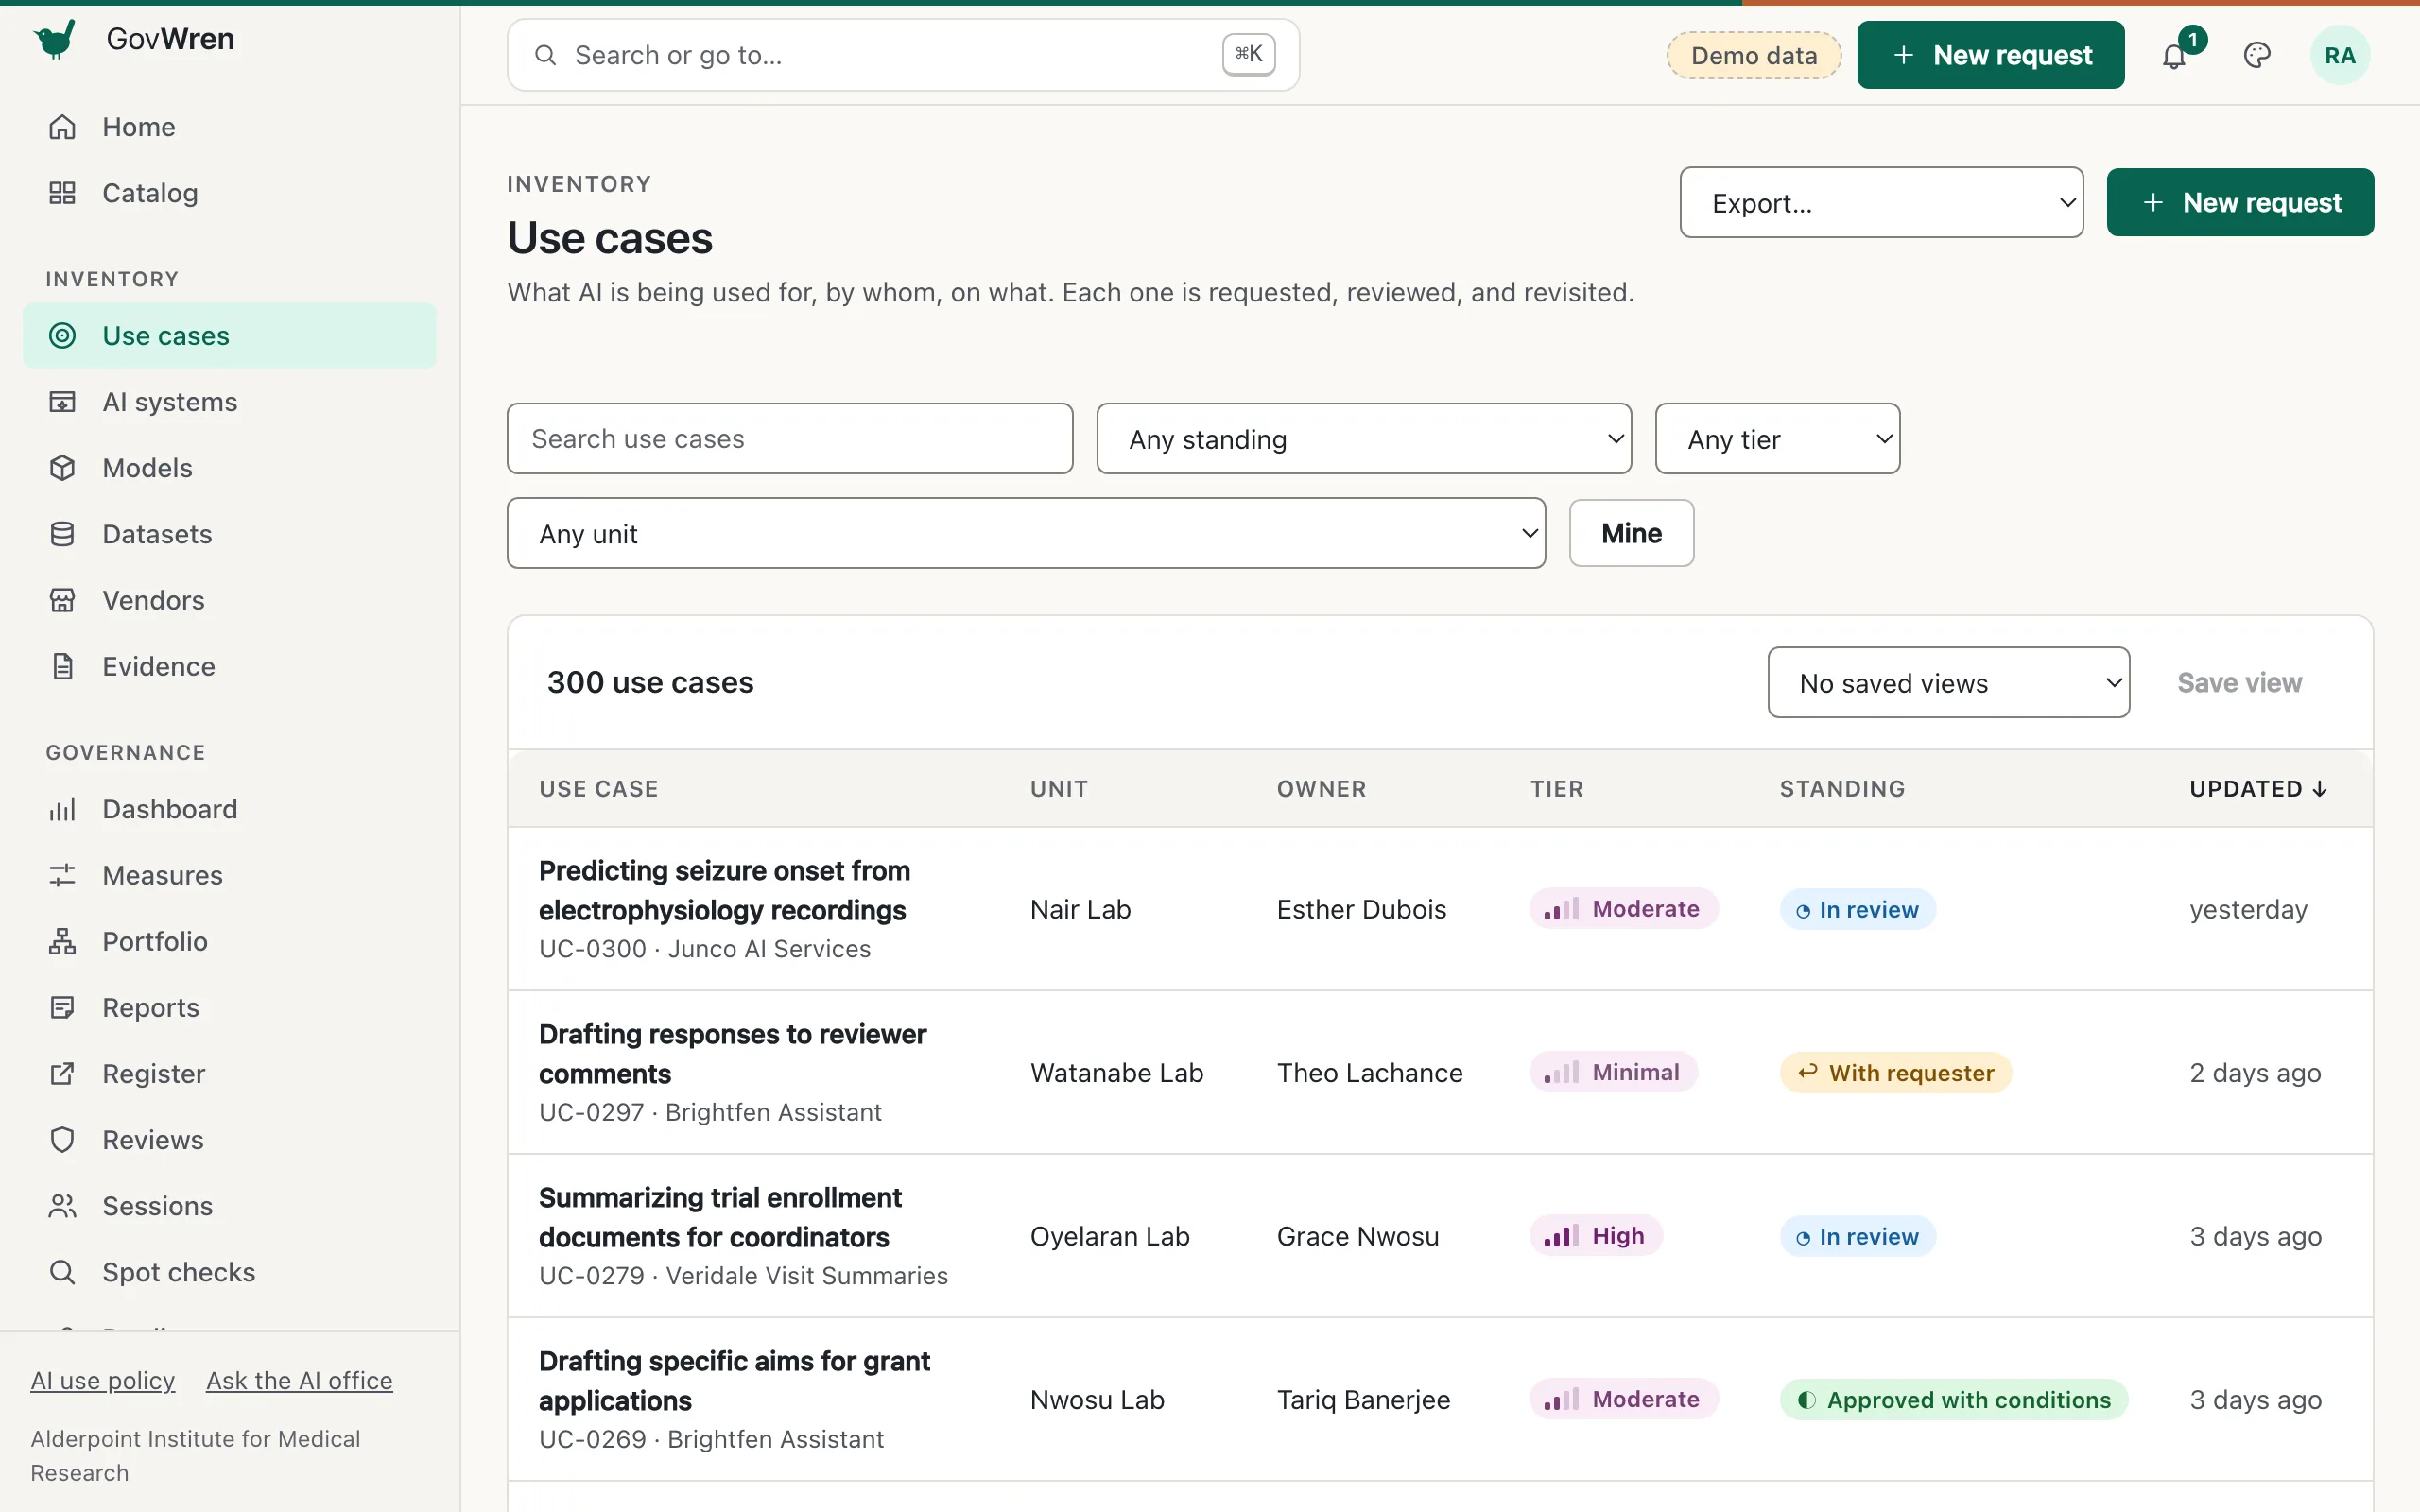 GovWren
Search or go to...
⌘K
Demo data
+ New request
1
RA
Home
Catalog
INVENTORY
Use cases
AI systems
Models
Datasets
Vendors
Evidence
GOVERNANCE
Dashboard
Measures
Portfolio
Reports
Register
Reviews
Sessions
Spot checks
AI use policy
Ask the AI office
Alderpoint Institute for Medical
Research
INVENTORY
Use cases
What AI is being used for, by whom, on what. Each one is requested, reviewed, and revisited.
Export...
+ New request
Search use cases
Any standing
Any tier
Any unit
Mine
300 use cases
No saved views
Save view
USE CASE UNIT OWNER TIER STANDING UPDATED ↓
Predicting seizure onset from
electrophysiology recordings
UC-0300 · Junco AI Services
Nair Lab
Esther Dubois
Moderate
In review
yesterday
Drafting responses to reviewer
comments
UC-0297 · Brightfen Assistant
Watanabe Lab
Theo Lachance
Minimal
With requester
2 days ago
Summarizing trial enrollment
documents for coordinators
UC-0279 · Veridale Visit Summaries
Oyelaran Lab
Grace Nwosu
High
In review
3 days ago
Drafting specific aims for grant
applications
UC-0269 · Brightfen Assistant
Nwosu Lab
Tariq Banerjee
Moderate
Approved with conditions
3 days ago